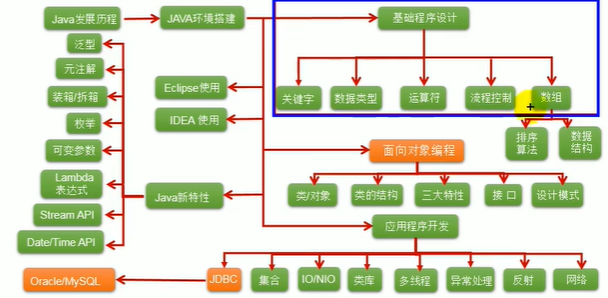 Java发展历程
JAVA环境搭建
基础程序设计
泛型
元注解
装箱/拆箱
枚举
可变参数
Lambda
表达式
Stream API
Date/Time API
Eclipse使用
IDEA 使用
Java新特性
关键字
数据类型
运算符
流程控制
数组
排序
算法
数据
结构
面向对象编程
类/对象
类的结构
三大特性
接 口
设计模式
应用程序开发
Oracle/MySQL
JDBC
集合
IO/NIO
类库
多线程
异常处理
反射
网络